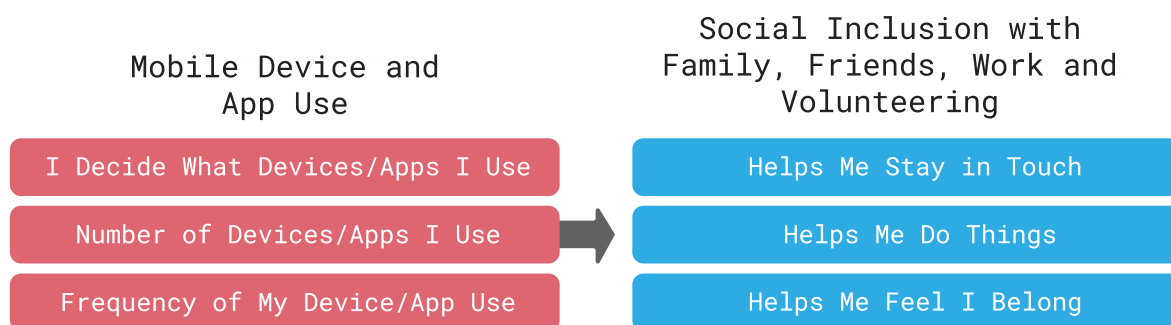 Mobile Device and
App Use
I Decide What Devices/Apps I Use
Number of Devices/Apps I Use
Frequency of My Device/App Use
Social Inclusion with
Family, Friends, Work and
Volunteering
Helps Me Stay in Touch
Helps Me Do Things
Helps Me Feel I Belong